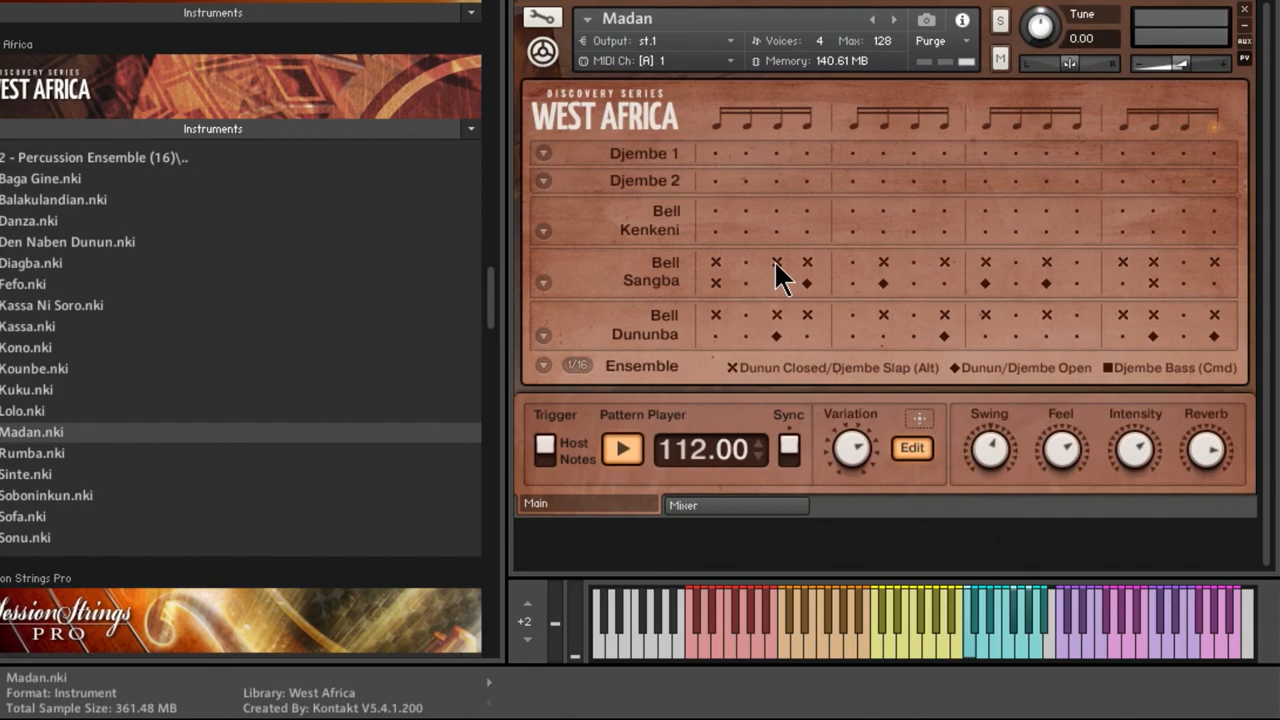 Instruments
Africa
DISCOVERY SERIES
WEST AFRICA
Instruments
2 - Percussion Ensemble (16)\..
Baga Gine.nki
Balakulandian.nki
Danza.nki
Den Naben Dunun.nki
Diagba.nki
Fefo.nki
Kassa Ni Soro.nki
Kassa.nki
Kono.nki
Kounbe.nki
Kuku.nki
Lolo.nki
Madan.nki
Rumba.nki
Sinte.nki
Soboninkun.nki
Sofa.nki
Sonu.nki
on Strings Pro
essionStrings
PRO
Madan.nki
Format: Instrument
Total Sample Size: 361.48 MB
Library: West Africa
Created By: Kontakt V5.4.1.200
Madan
Output: st.1
Voices: 4 Max: 128
Purge
MIDI Ch: [A] 1
Memory: 140.61 MB
S
M
Tune
0.00
L R
AUX
PV
DISCOVERY SERIES
WEST AFRICA
Djembe 1
Djembe 2
Bell
Kenkeni
Bell
Sangba
Bell
Dununba
1/16 Ensemble
Dunun Closed/Djembe Slap (Alt) Dunun/Djembe Open Djembe Bass (Cmd)
Trigger
Host
Notes
Pattern Player
112.00
Sync
Variation
Edit
Swing Feel Intensity Reverb
Main
Mixer
+2